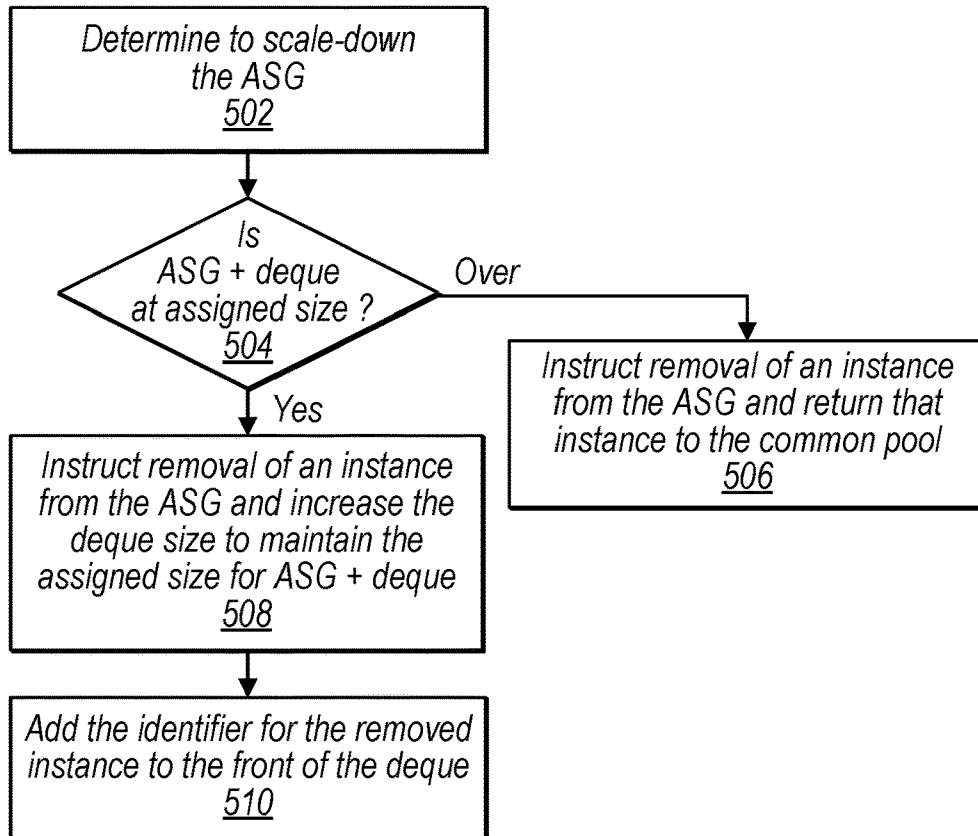 Determine to scale-down
the ASG
502
Is
ASG + deque
at assigned size ?
504
Over
Instruct removal of an instance
from the ASG and return that
instance to the common pool
506
Yes
Instruct removal of an instance
from the ASG and increase the
deque size to maintain the
assigned size for ASG + deque
508
Add the identifier for the removed
instance to the front of the deque
510